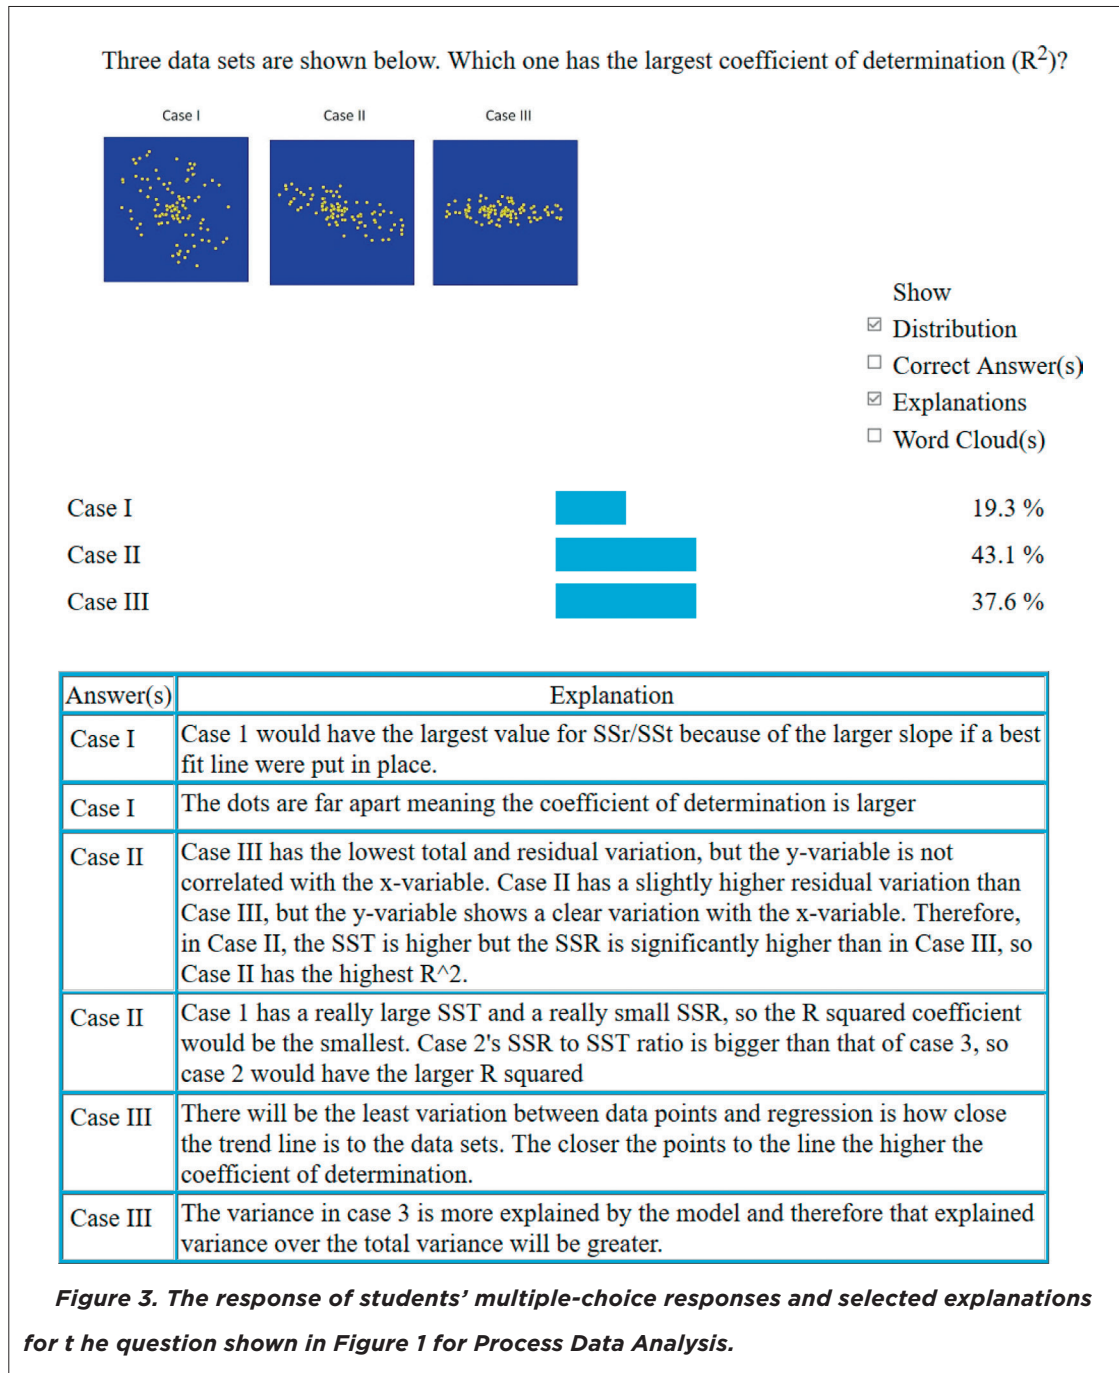 Three data sets are shown below. Which one has the largest coefficient of determination (R2)?
Case I
Case II
Case III
Show
Distribution
Correct Answer(s)
Explanations
Word Cloud(s)
Case I 19.3 %
Case II 43.1 %
Case III 37.6 %
Answer(s) Explanation
Case I Case 1 would have the largest value for SSr/SSt because of the larger slope if a best
fit line were put in place.
Case I The dots are far apart meaning the coefficient of determination is larger
Case II Case III has the lowest total and residual variation, but the y-variable is not
correlated with the x-variable. Case II has a slightly higher residual variation than
Case III, but the y-variable shows a clear variation with the x-variable. Therefore,
in Case II, the SST is higher but the SSR is significantly higher than in Case III, so
Case II has the highest R^2.
Case II Case 1 has a really large SST and a really small SSR, so the R squared coefficient
would be the smallest. Case 2's SSR to SST ratio is bigger than that of case 3, so
case 2 would have the larger R squared
Case III There will be the least variation between data points and regression is how close
the trend line is to the data sets. The closer the points to the line the higher the
coefficient of determination.
Case III The variance in case 3 is more explained by the model and therefore that explained
variance over the total variance will be greater.
Figure 3. The response of students' multiple-choice responses and selected explanations
for t he question shown in Figure 1 for Process Data Analysis.